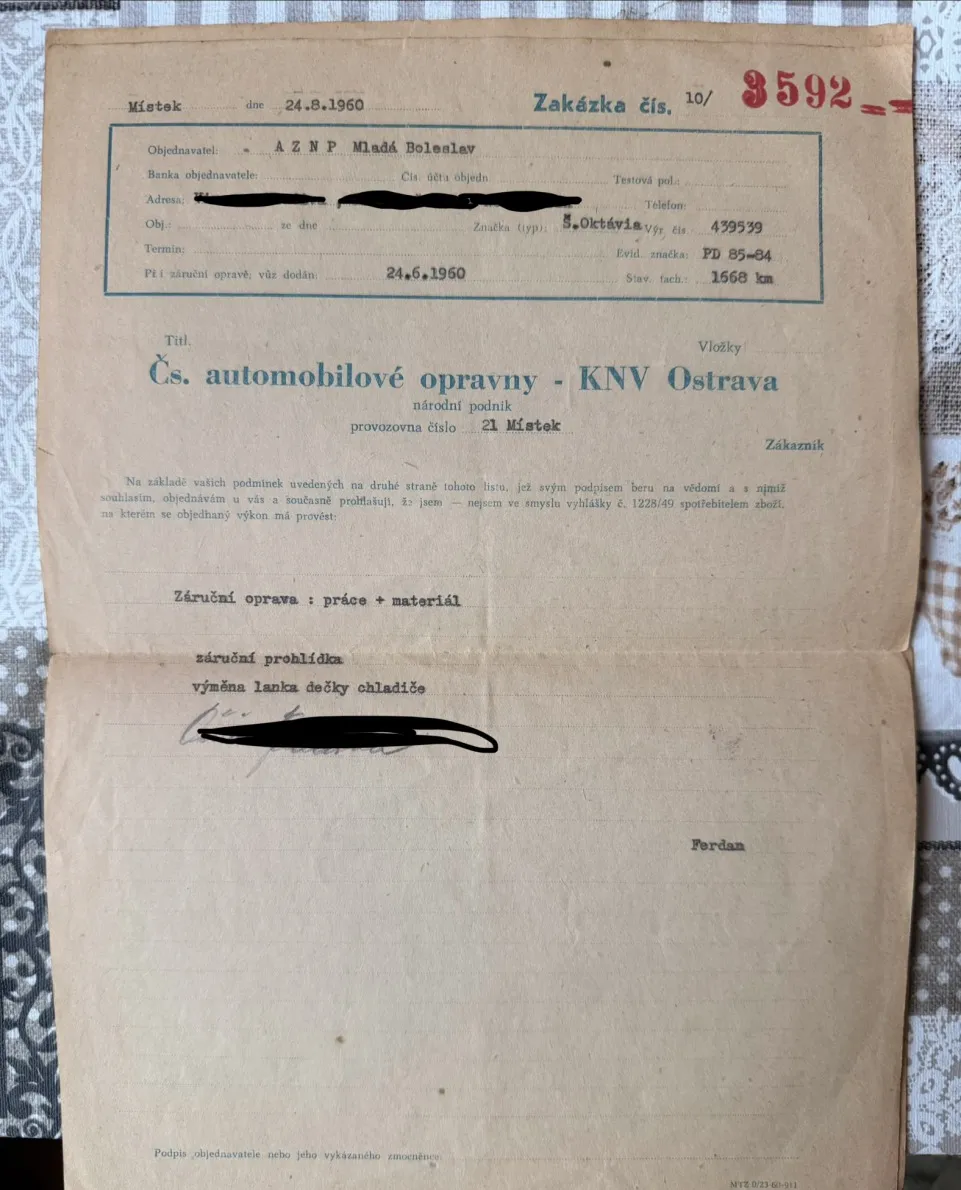 Místek dne 24.8.1960 Zakázka čís. 10/ 3592
Objednavatel: A Z N P Mladá Boleslav
Banka objednavatele: Čís. účtu objedn. Testová pol.:
Adresa: Telefon:
Obj.: ze dne Značka (typ): Š.Oktávia Výr. čís. 439539
Termín: Evid. značka: PD 85-84
Při záruční opravě; vůz dodán: 24.6.1960 Stav. tach.: 1668 km
Titl. Vložky
Čs. automobilové opravny - KNV Ostrava
národní podnik
provozovna číslo 21 Místek
Zákazník
Na základě vašich podmínek uvedených na druhé straně tohoto listu, jež svým podpisem beru na vědomí a s nimiž
souhlasím, objednávám u vás a současně prohlašuji, že jsem — nejsem ve smyslu vyhlášky č. 1228/49 spotřebitelem zboží,
na kterém se objednaný výkon má provést:
Záruční oprava : práce + materiál
záruční prohlídka
výměna lanka dečky chladiče
Ferdan
Podpis objednavatele nebo jeho vykázaného zmocněnce:
MTZ 0/23-60-911